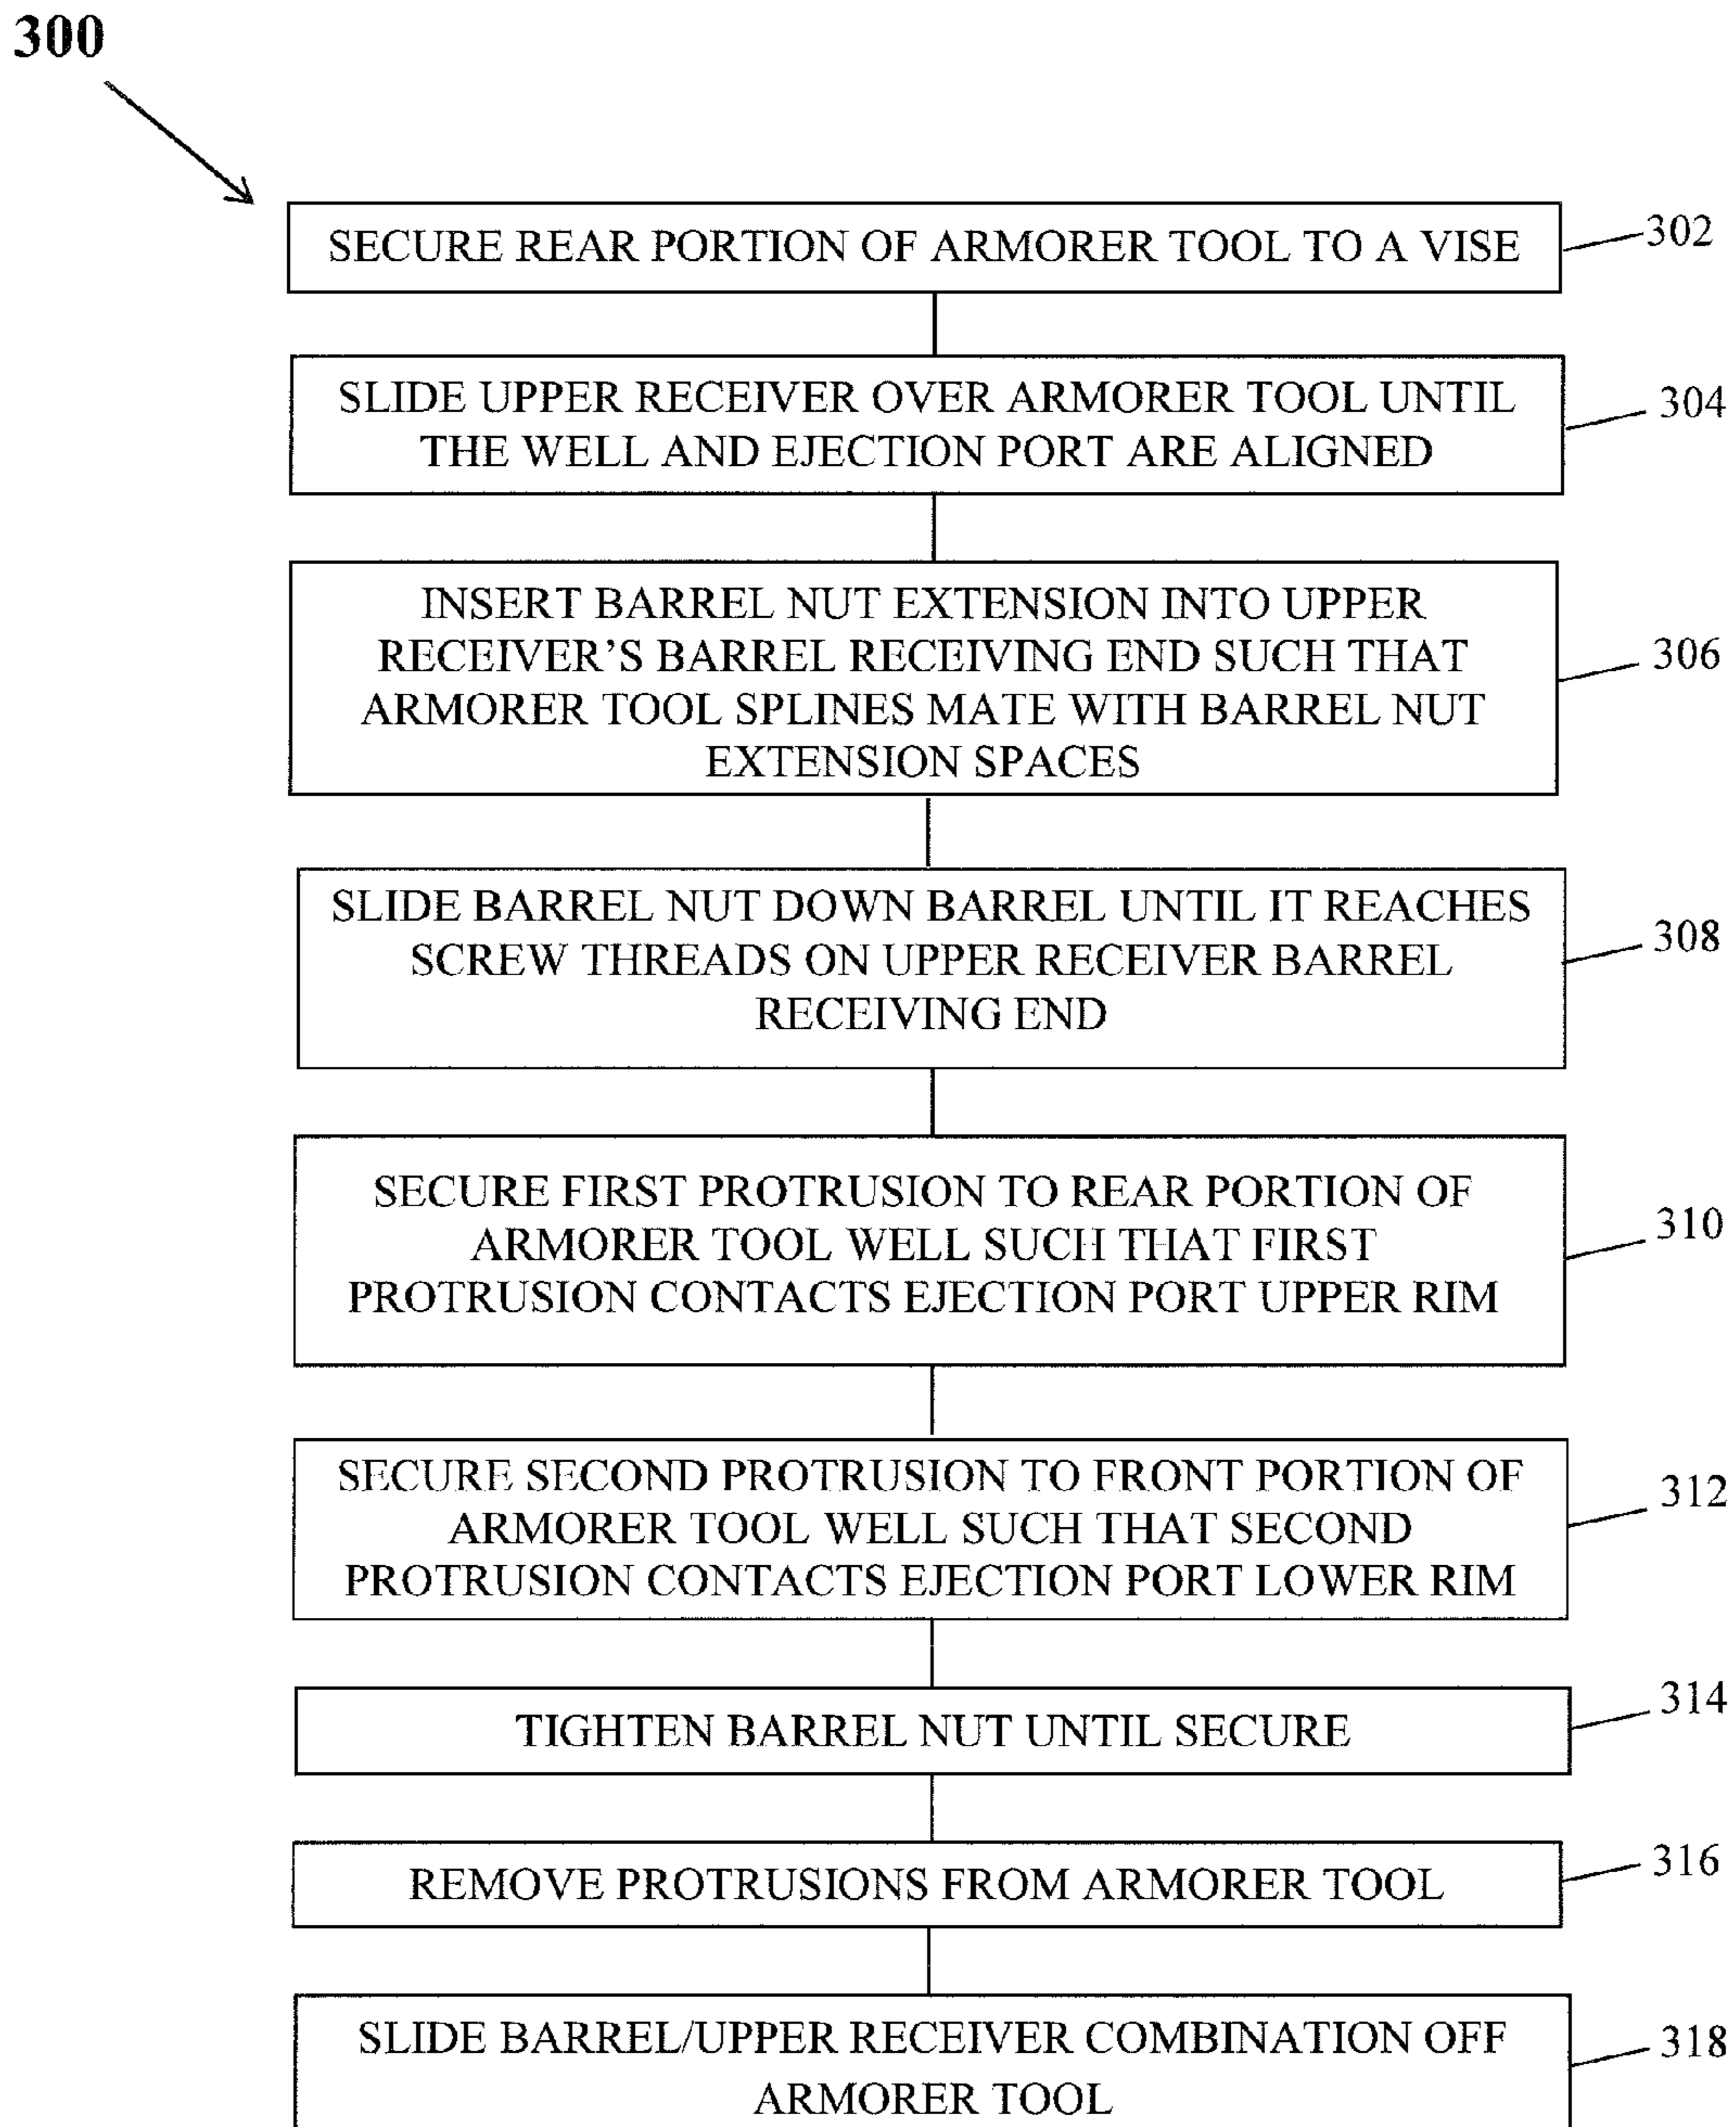 300
SECURE REAR PORTION OF ARMORER TOOL TO A VISE
302
SLIDE UPPER RECEIVER OVER ARMORER TOOL UNTIL
THE WELL AND EJECTION PORT ARE ALIGNED
304
INSERT BARREL NUT EXTENSION INTO UPPER
RECEIVER'S BARREL RECEIVING END SUCH THAT
ARMORER TOOL SPLINES MATE WITH BARREL NUT
EXTENSION SPACES
306
SLIDE BARREL NUT DOWN BARREL UNTIL IT REACHES
SCREW THREADS ON UPPER RECEIVER BARREL
RECEIVING END
308
SECURE FIRST PROTRUSION TO REAR PORTION OF
ARMORER TOOL WELL SUCH THAT FIRST
PROTRUSION CONTACTS EJECTION PORT UPPER RIM
310
SECURE SECOND PROTRUSION TO FRONT PORTION OF
ARMORER TOOL WELL SUCH THAT SECOND
PROTRUSION CONTACTS EJECTION PORT LOWER RIM
312
TIGHTEN BARREL NUT UNTIL SECURE
314
REMOVE PROTRUSIONS FROM ARMORER TOOL
316
SLIDE BARREL/UPPER RECEIVER COMBINATION OFF
ARMORER TOOL
318